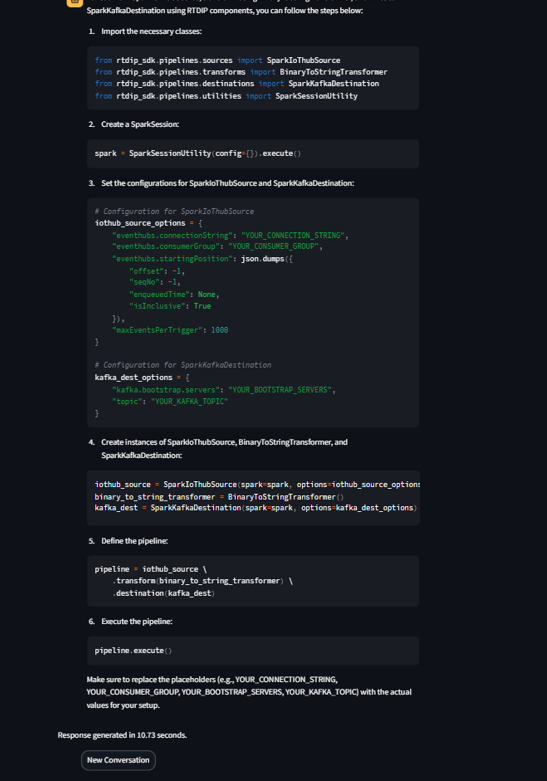 SparkKafkaDestination using RTDIP components, you can follow the steps below:
1. Import the necessary classes:
from rtdip_sdk.pipelines.sources import SparkIoThubSource
from rtdip_sdk.pipelines.transforms import BinaryToStringTransformer
from rtdip_sdk.pipelines.destinations import SparkKafkaDestination
from rtdip_sdk.pipelines.utilities import SparkSessionUtility
2. Create a SparkSession:
spark = SparkSessionUtility(config={}).execute()
3. Set the configurations for SparkIoThubSource and SparkKafkaDestination:
# Configuration for SparkIoThubSource
iothub_source_options = {
"eventhubs.connectionString": "YOUR_CONNECTION_STRING",
"eventhubs.consumerGroup": "YOUR_CONSUMER_GROUP",
"eventhubs.startingPosition": json.dumps({
"offset": -1,
"seqNo": -1,
"enqueuedTime": None,
"isInclusive": True
}),
"maxEventsPerTrigger": 1000
}
# Configuration for SparkKafkaDestination
kafka_dest_options = {
"kafka.bootstrap.servers": "YOUR_BOOTSTRAP_SERVERS",
"topic": "YOUR_KAFKA_TOPIC"
}
4. Create instances of SparkIoThubSource, BinaryToStringTransformer, and
SparkKafkaDestination:
iothub_source = SparkIoThubSource(spark=spark, options=iothub_source_options
binary_to_string_transformer = BinaryToStringTransformer()
kafka_dest = SparkKafkaDestination(spark=spark, options=kafka_dest_options)
5. Define the pipeline:
pipeline = iothub_source \
.transform(binary_to_string_transformer) \
.destination(kafka_dest)
6. Execute the pipeline:
pipeline.execute()
Make sure to replace the placeholders (e.g., YOUR_CONNECTION_STRING,
YOUR_CONSUMER_GROUP, YOUR_BOOTSTRAP_SERVERS, YOUR_KAFKA_TOPIC) with the actual
values for your setup.
Response generated in 10.73 seconds.
New Conversation